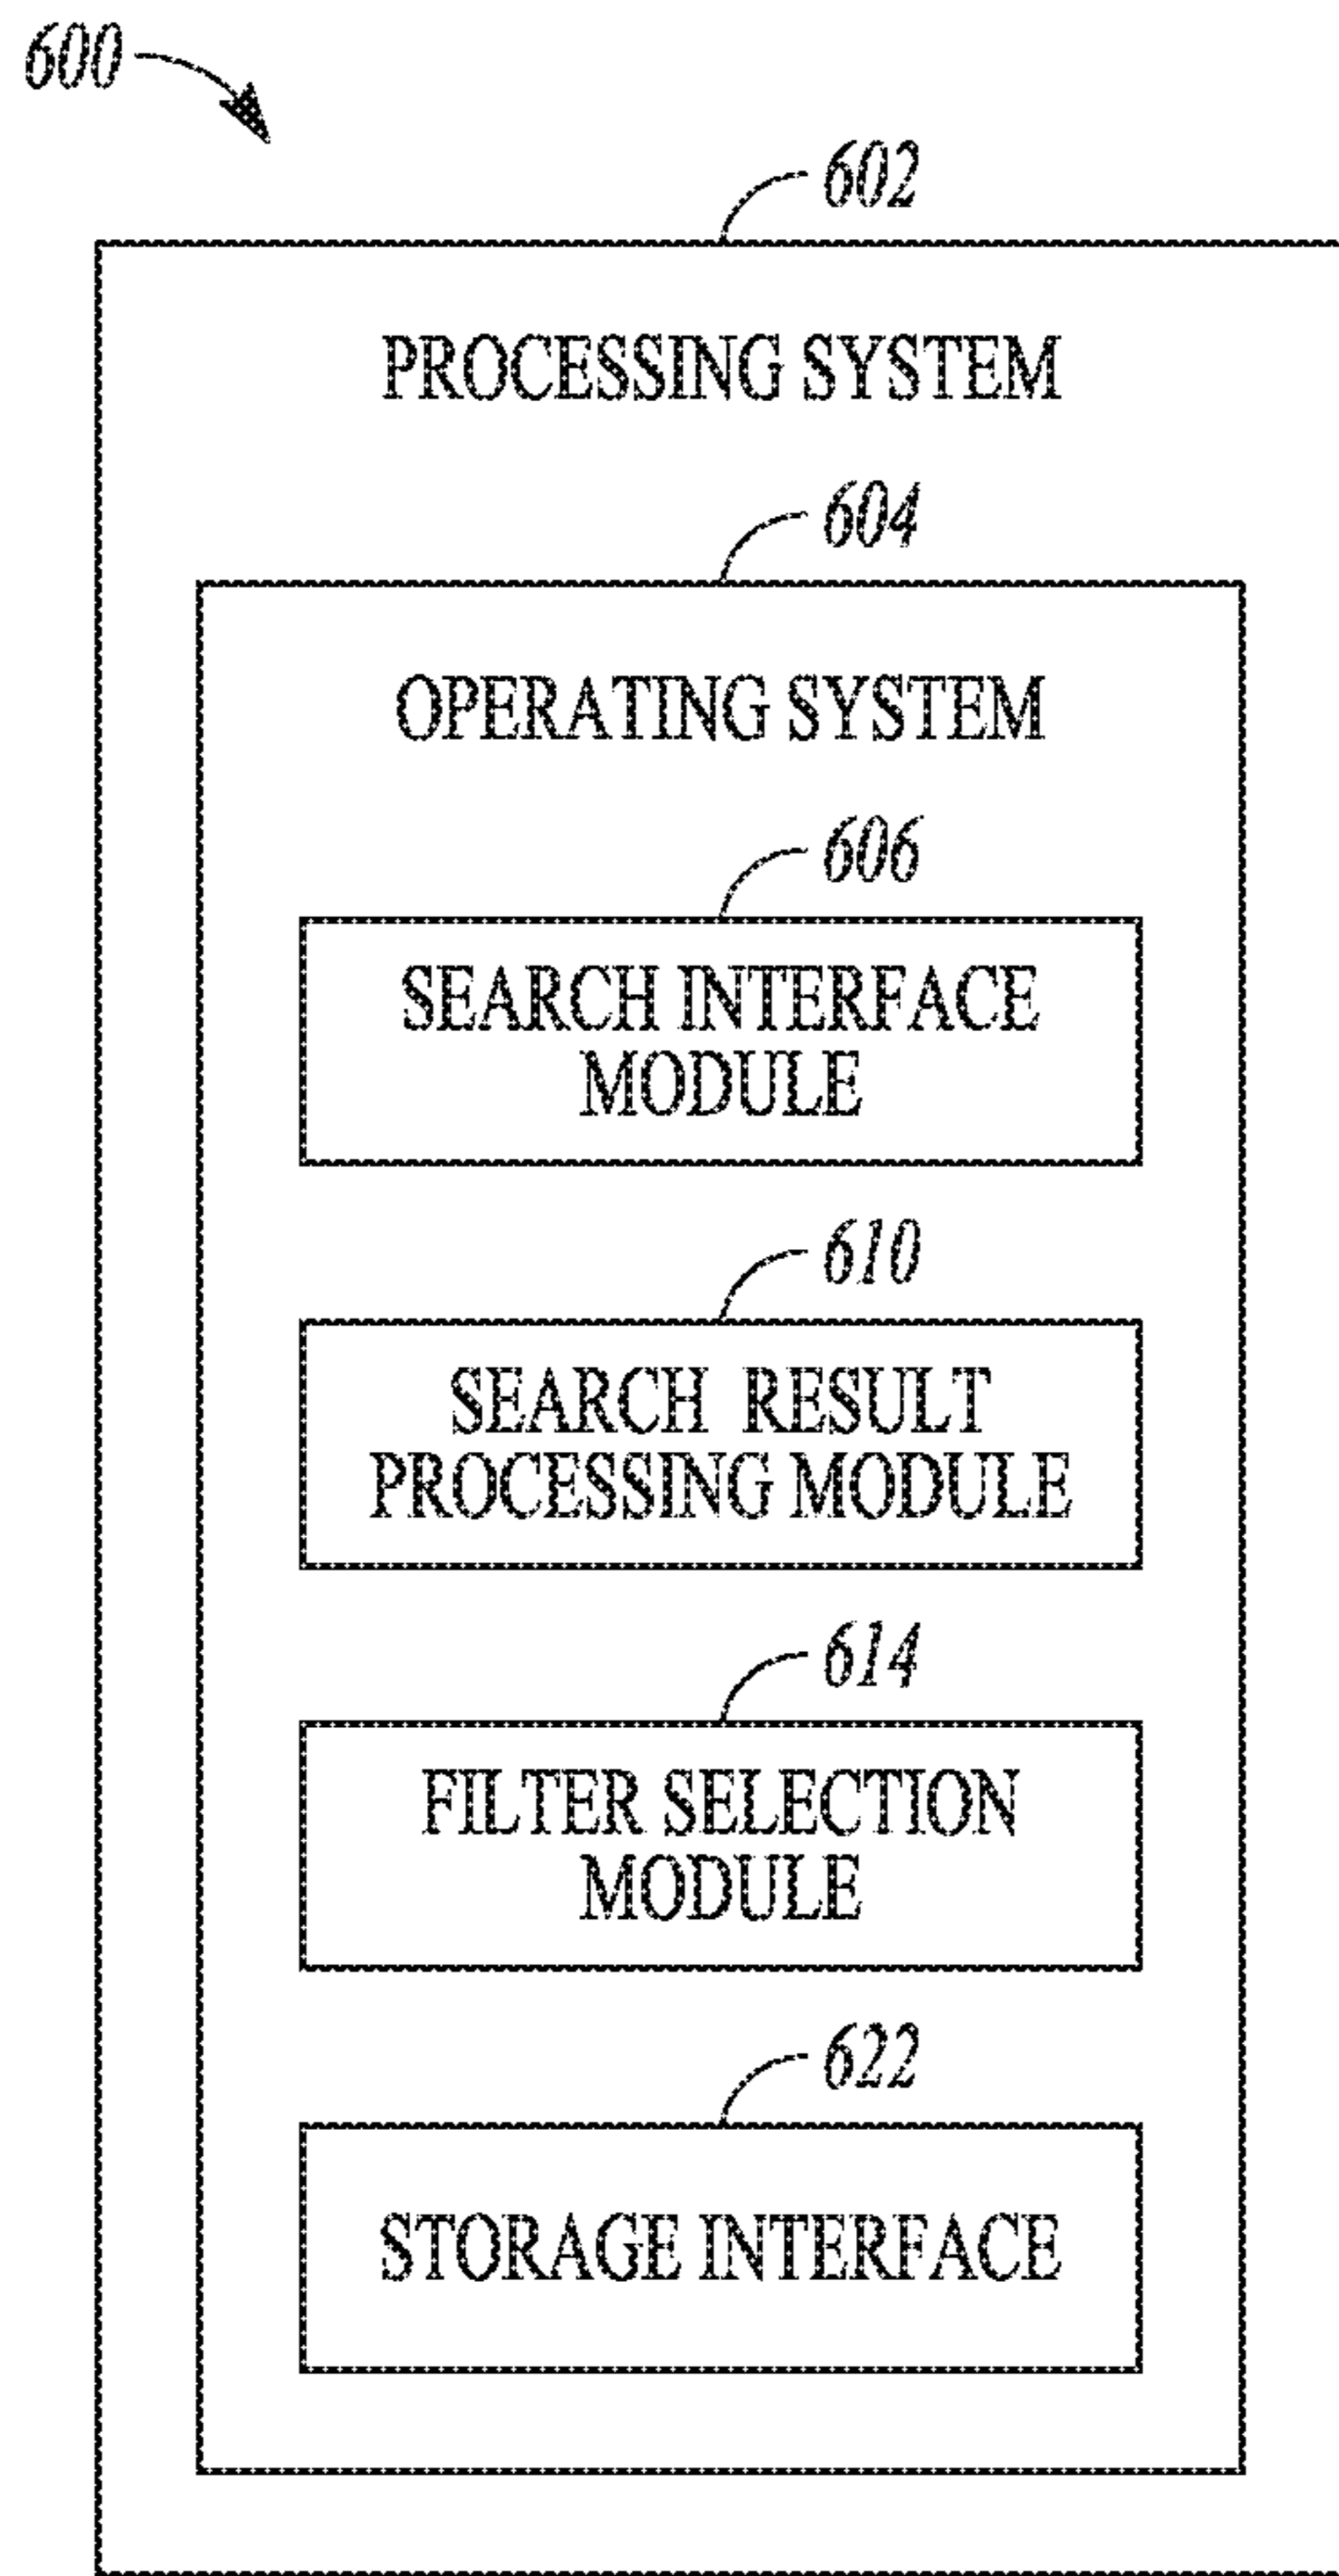 600
602
PROCESSING SYSTEM
604
OPERATING SYSTEM
606
SEARCH INTERFACE
MODULE
610
SEARCH RESULT
PROCESSING MODULE
614
FILTER SELECTION
MODULE
622
STORAGE INTERFACE